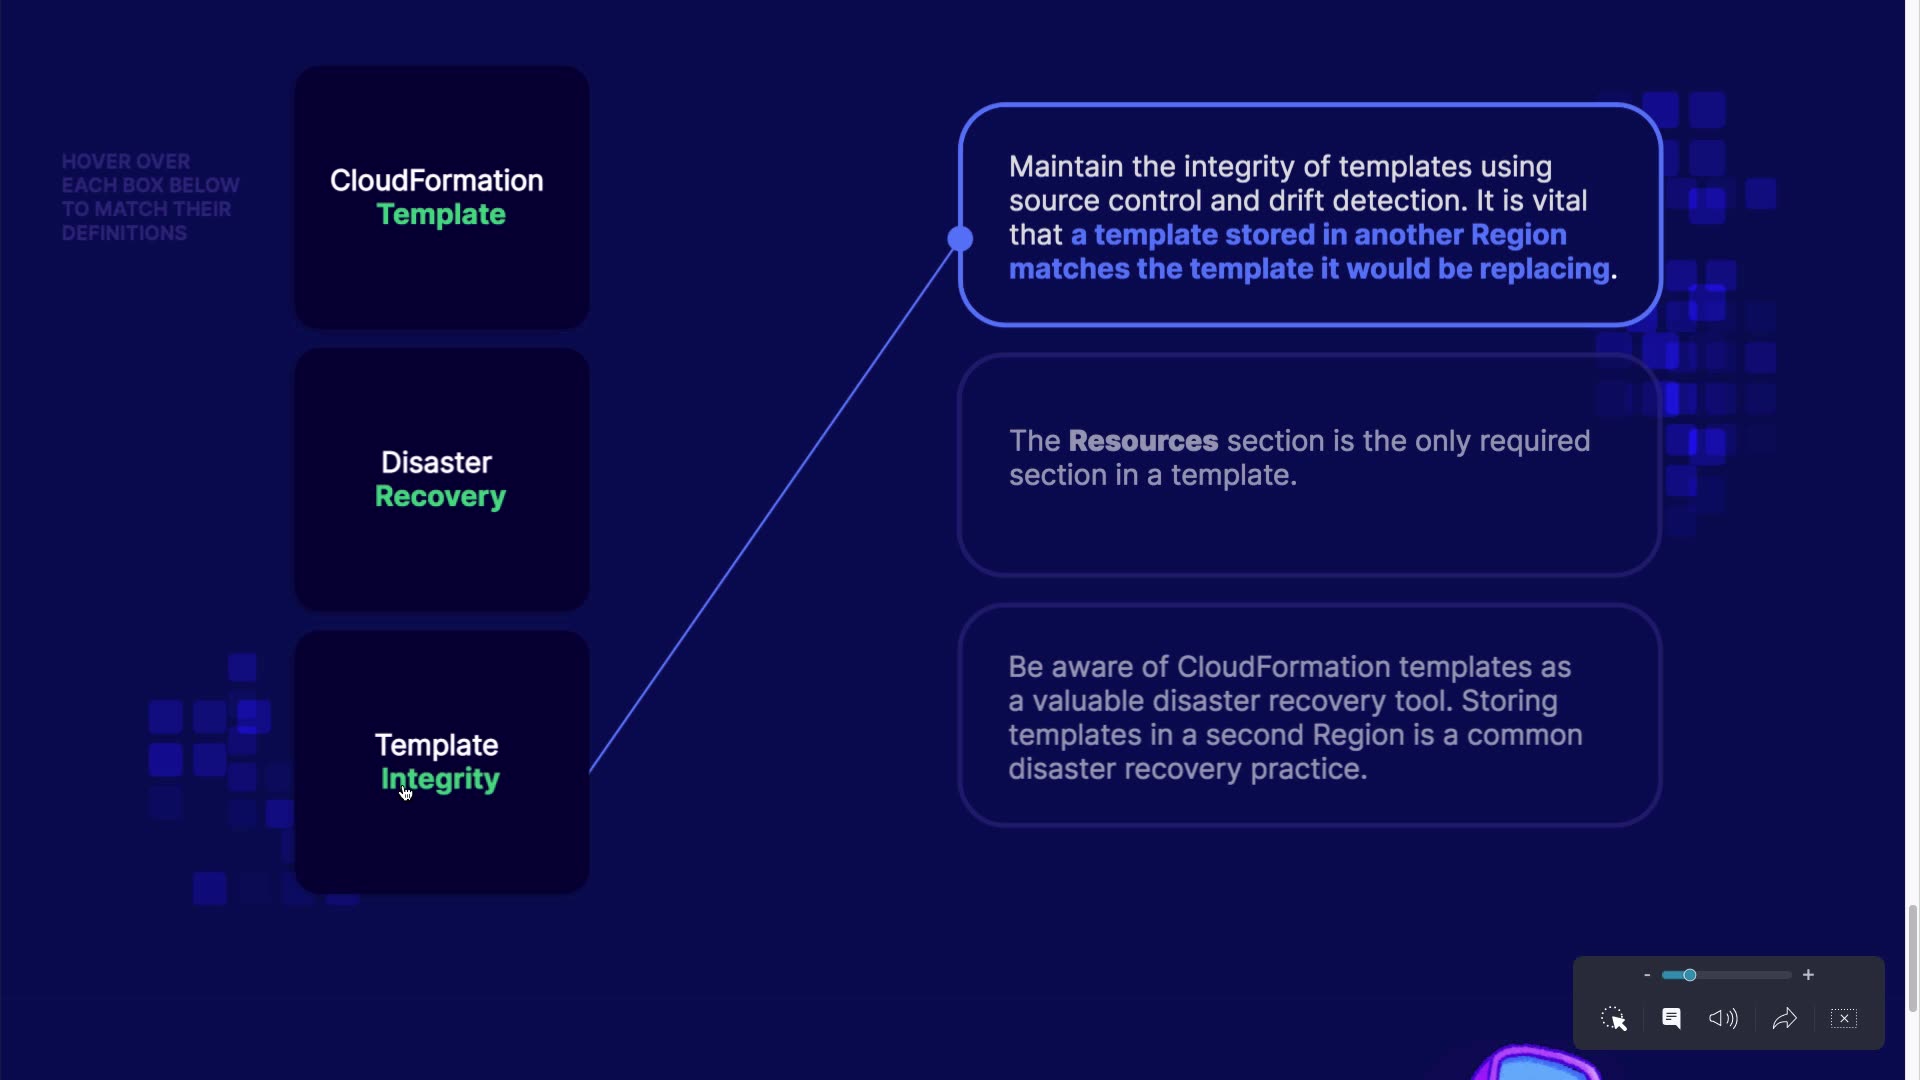 HOVER OVER
EACH BOX BELOW
TO MATCH THEIR
DEFINITIONS
CloudFormation
Template
Disaster
Recovery
Template
Integrity
Maintain the integrity of templates using
source control and drift detection. It is vital
that a template stored in another Region
matches the template it would be replacing.
The Resources section is the only required
section in a template.
Be aware of CloudFormation templates as
a valuable disaster recovery tool. Storing
templates in a second Region is a common
disaster recovery practice.
- +